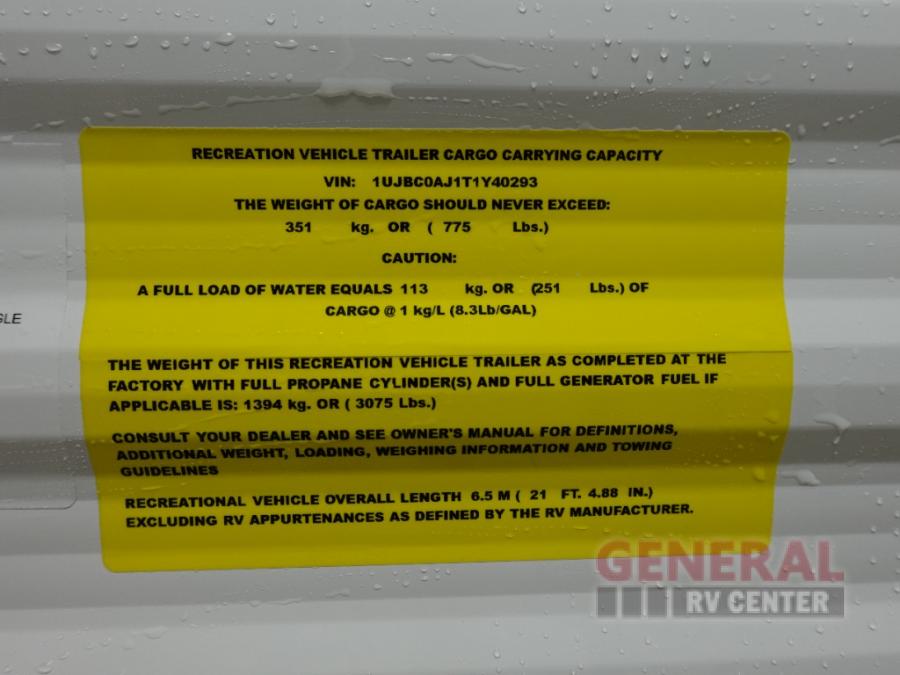 RECREATION VEHICLE TRAILER CARGO CARRYING CAPACITY
VIN: 1UJBC0AJ1T1Y40293
THE WEIGHT OF CARGO SHOULD NEVER EXCEED:
351 kg. OR ( 775 Lbs.)
CAUTION:
A FULL LOAD OF WATER EQUALS 113 kg. OR (251 Lbs.) OF
CARGO @ 1 kg/L (8.3Lb/GAL)
THE WEIGHT OF THIS RECREATION VEHICLE TRAILER AS COMPLETED AT THE
FACTORY WITH FULL PROPANE CYLINDER(S) AND FULL GENERATOR FUEL IF
APPLICABLE IS: 1394 kg. OR ( 3075 Lbs.)
CONSULT YOUR DEALER AND SEE OWNER'S MANUAL FOR DEFINITIONS,
ADDITIONAL WEIGHT, LOADING, WEIGHING INFORMATION AND TOWING
GUIDELINES
RECREATIONAL VEHICLE OVERALL LENGTH 6.5 M ( 21 FT. 4.88 IN.)
EXCLUDING RV APPURTENANCES AS DEFINED BY THE RV MANUFACTURER.
GENERAL
RV CENTER